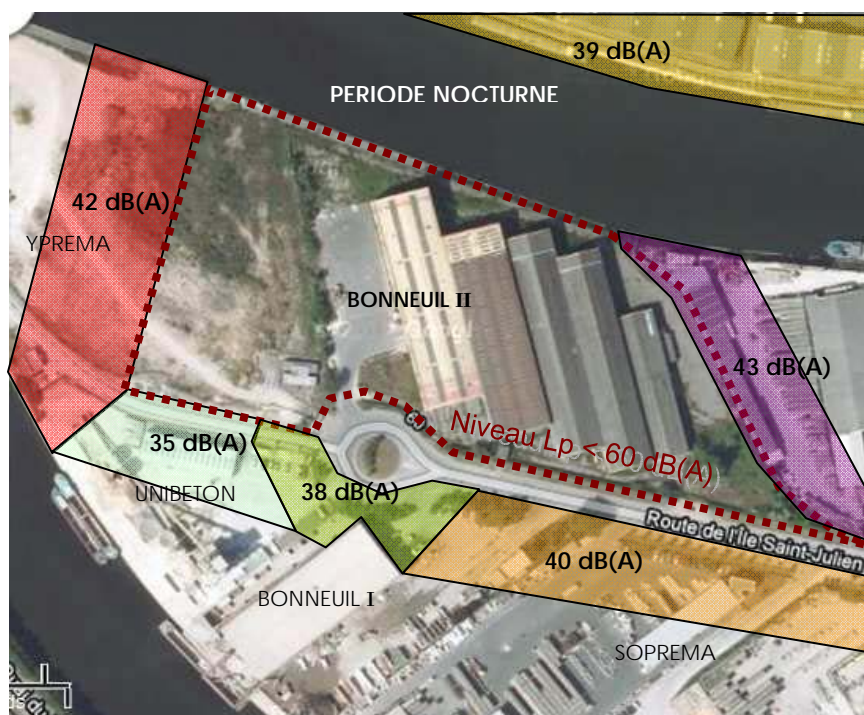 39 dB(A)
PERIODE NOCTURNE
42 dB(A)
YPREMA
BONNEUIL II
43 dB(A)
Niveau Lp < 60 dB(A)
35 dB(A)
UNIBETON
38 dB(A)
Route de l'Île Saint-Julien
40 dB(A)
BONNEUIL I
SOPREMA